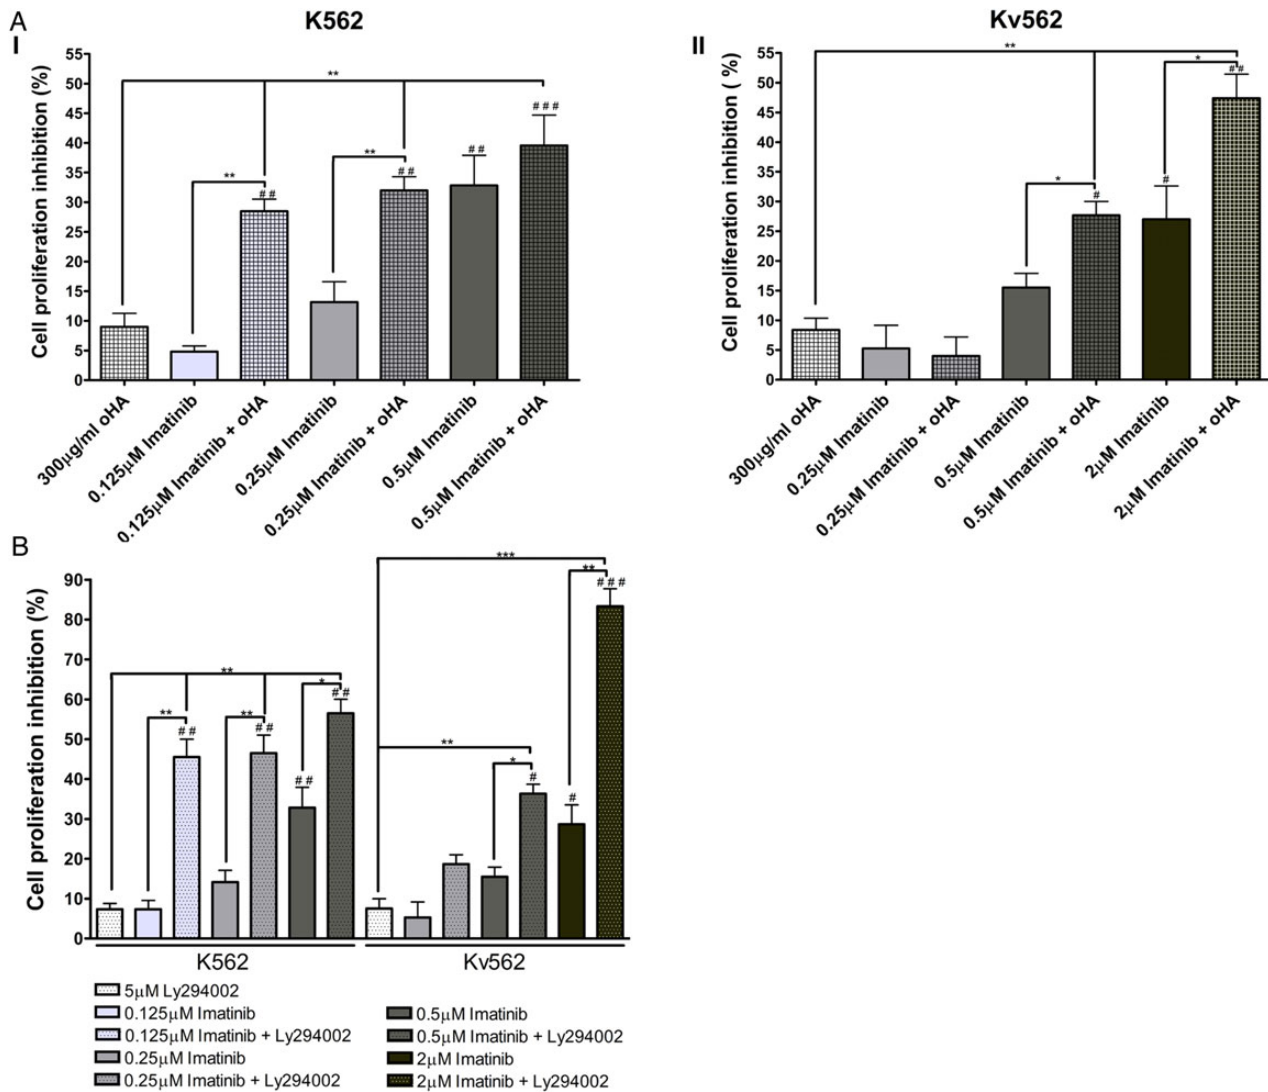 A
K562
I
Cell proliferation inhibition (%)
55
50
45
40
35
30
25
20
15
10
5
0
**
**
##
**
##
##
###
300µg/ml oHA
0.125µM Imatinib
0.125µM Imatinib + oHA
0.25µM Imatinib
0.25µM Imatinib + oHA
0.5µM Imatinib
0.5µM Imatinib + oHA
Kv562
II
Cell proliferation inhibition ( %)
55
50
45
40
35
30
25
20
15
10
5
0
**
*
##
*
#
#
300µg/ml oHA
0.25µM Imatinib
0.25µM Imatinib + oHA
0.5µM Imatinib
0.5µM Imatinib + oHA
2µM Imatinib
2µM Imatinib + oHA
B
Cell proliferation inhibition (%)
90
80
70
60
50
40
30
20
10
0
**
**
##
**
##
##
*
##
***
**
*
#
#
**
###
K562
Kv562
5µM Ly294002
0.125µM Imatinib
0.125µM Imatinib + Ly294002
0.25µM Imatinib
0.25µM Imatinib + Ly294002
0.5µM Imatinib
0.5µM Imatinib + Ly294002
2µM Imatinib
2µM Imatinib + Ly294002